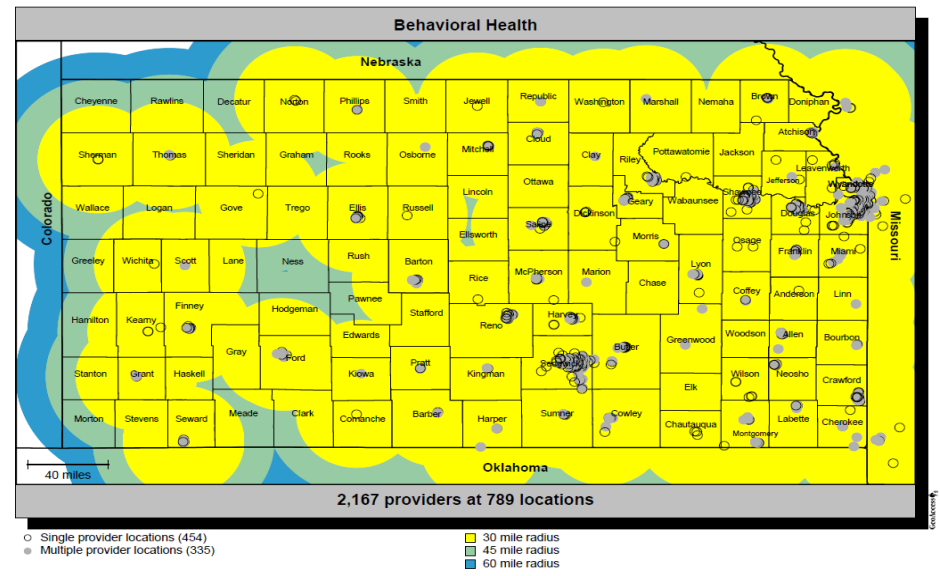 Behavioral Health
Nebraska
Cheyenne Rawlins Decatur Norton Phillips Smith Jewell Republic Washington Marshall Nemaha Brown Doniphan
Atchison
Sherman Thomas Sheridan Graham Rooks Osborne Mitchell Cloud Clay Riley Pottawatomie Jackson
Jefferson Leavenworth
Wyandotte
Wallace Logan Gove Trego Ellis Russell Lincoln Ottawa Dickinson Geary Wabaunsee Shawnee Douglas Johnson
Colorado
Missouri
Ellsworth Saline Morris Osage Franklin Miami
Greeley Wichita Scott Lane Ness Rush Barton Rice McPherson Marion Chase Lyon Coffey Anderson Linn
Hamilton Kearny Finney Hodgeman Pawnee Stafford Reno Harvey
Gray Ford Edwards Pratt Kingman Sedgwick Butler Greenwood Woodson Allen Bourbon
Stanton Grant Haskell Kiowa Elk Wilson Neosho Crawford
Morton Stevens Seward Meade Clark Comanche Barber Harper Sumner Cowley Chautauqua Montgomery Labette Cherokee
40 miles
Oklahoma
2,167 providers at 789 locations
GeoAccess
Single provider locations (454)
Multiple provider locations (335)
30 mile radius
45 mile radius
60 mile radius